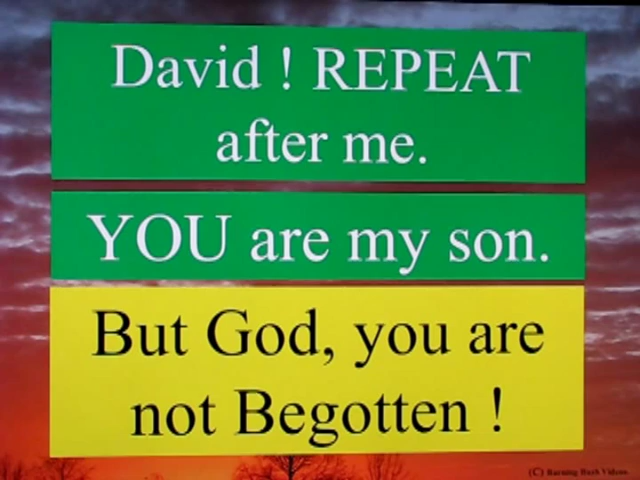 David ! REPEAT
after me.
YOU are my son.
But God, you are
not Begotten !
(C) Burning Bush Videos